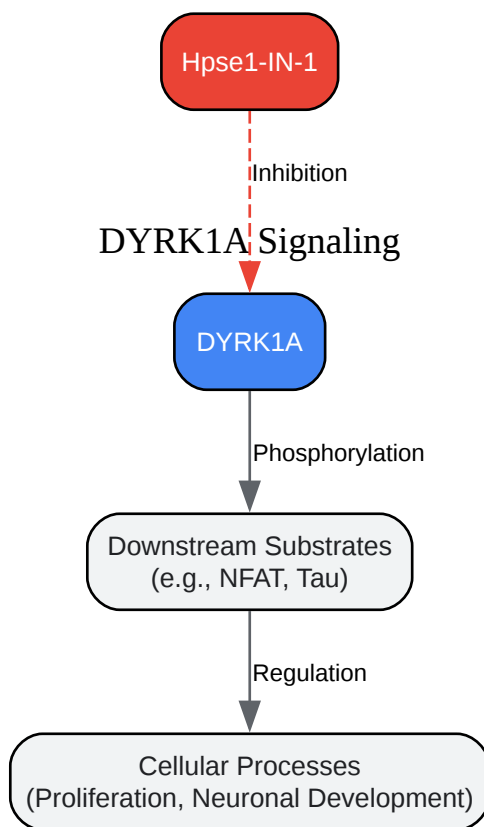 Hpse1-IN-1
Inhibition
DYRK1A Signaling
DYRK1A
Phosphorylation
Downstream Substrates
(e.g., NFAT, Tau)
Regulation
Cellular Processes
(Proliferation, Neuronal Development)